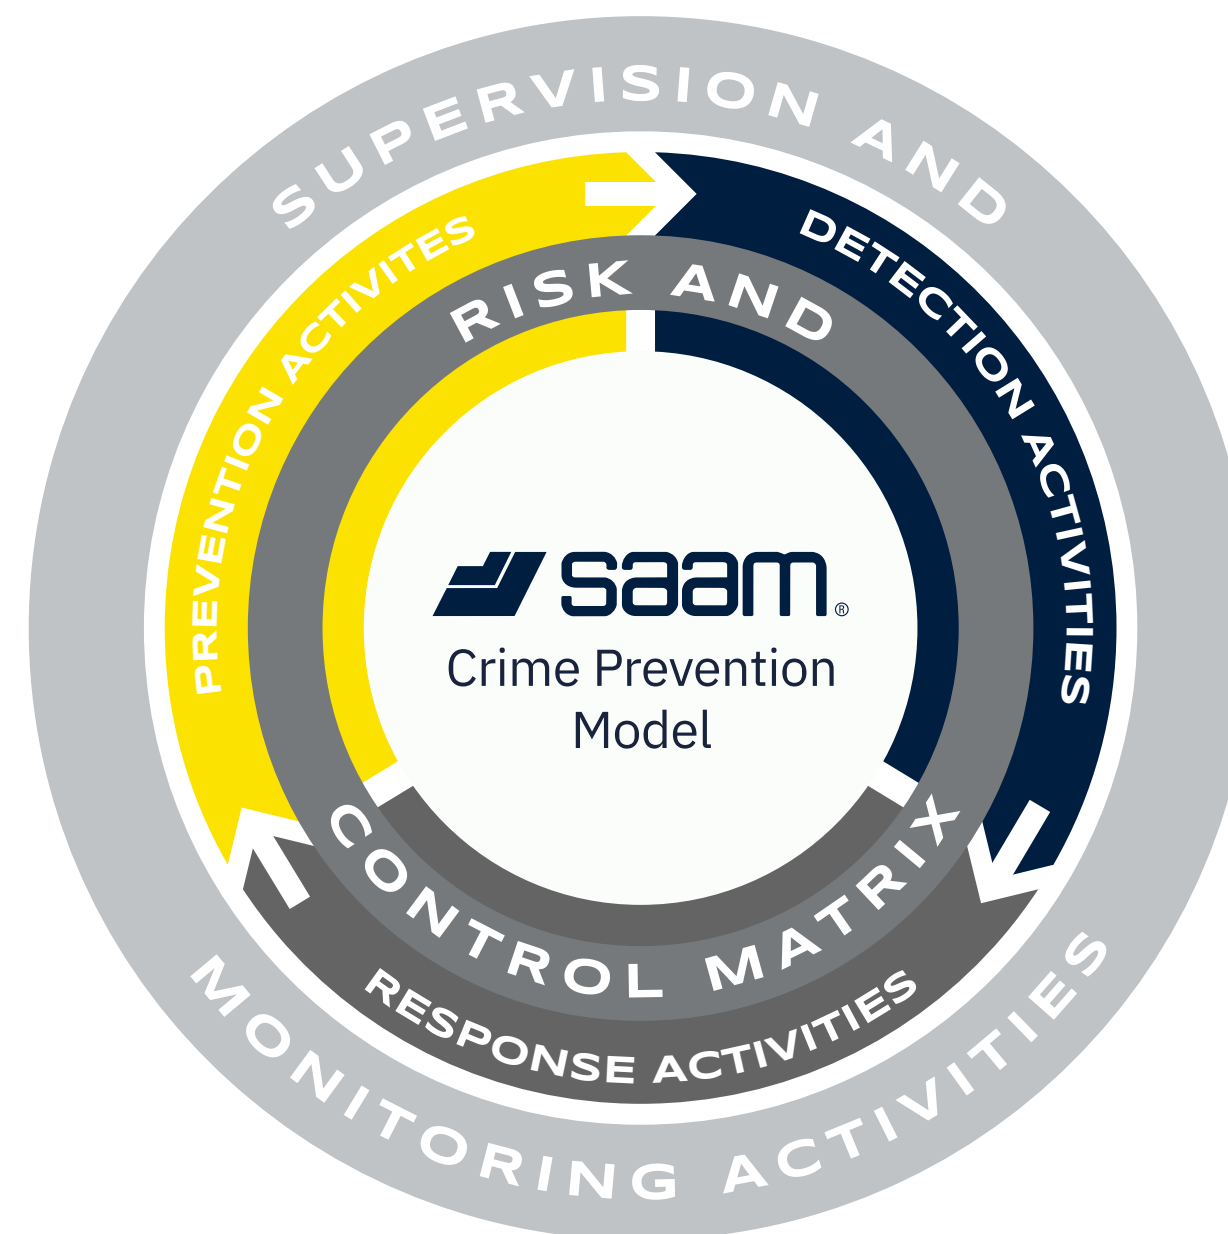 SUPERVISION AND
MONITORING ACTIVITIES
PREVENTION ACTIVITES
DETECTION ACTIVITIES
RESPONSE ACTIVITIES
RISK AND
CONTROL MATRIX
saam®
Crime Prevention
Model